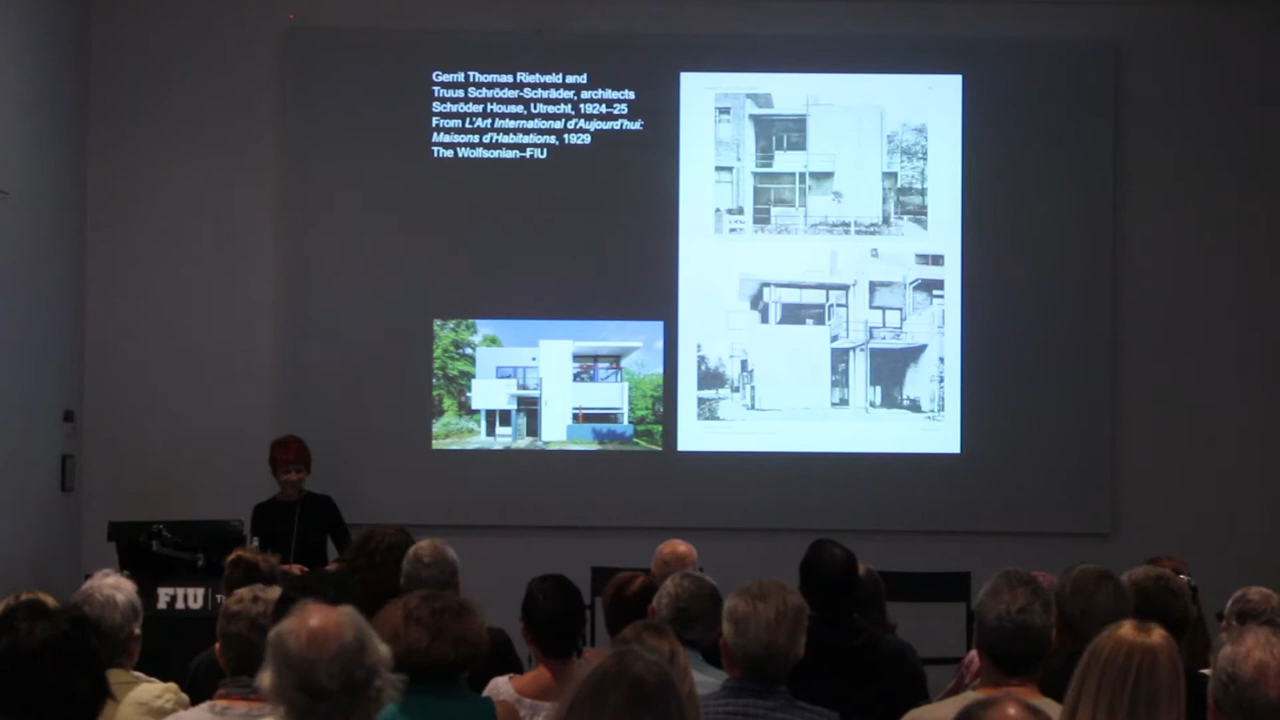 Gerrit Thomas Rietveld and
Truus Schröder-Schräder, architects
Schröder House, Utrecht, 1924–25
From L'Art International d'Aujourd'hui:
Maisons d'Habitations, 1929
The Wolfsonian–FIU
FIU